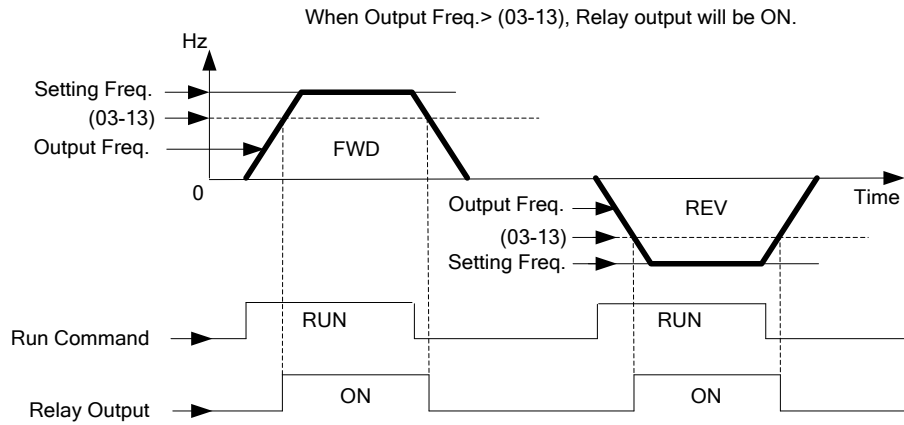 When Output Freq.> (03-13), Relay output will be ON.
Hz
Setting Freq.
(03-13)
Output Freq.
FWD
0
Time
Output Freq.
REV
(03-13)
Setting Freq.
RUN
RUN
Run Command
ON
ON
Relay Output